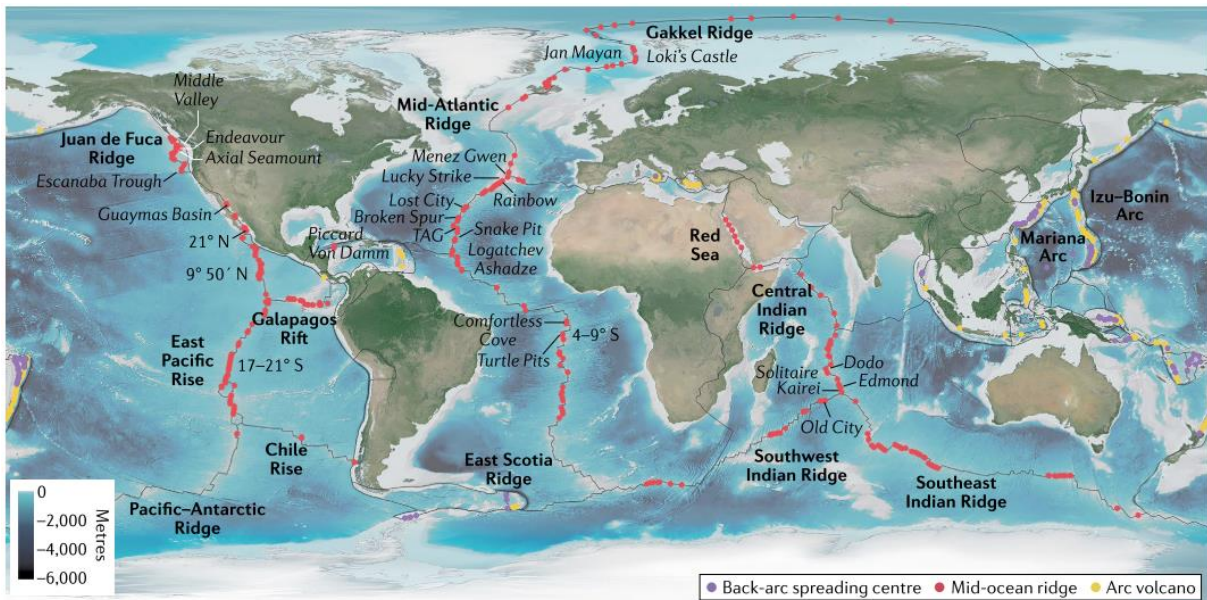 Gakkel Ridge
Jan Mayan
Loki's Castle
Middle
Valley
Mid-Atlantic
Ridge
Juan de Fuca
Ridge
Endeavour
Axial Seamount
Escanaba Trough
Menez Gwen
Lucky Strike
Rainbow
Guaymas Basin
Lost City
Broken Spur
TAG
Snake Pit
Logatchev
Ashadze
21° N
Piccard
Von Damm
9° 50´ N
Red
Sea
Izu–Bonin
Arc
Mariana
Arc
Galapagos
Rift
Comfortless
Cove
Turtle Pits
4–9° S
Central
Indian
Ridge
East
Pacific
Rise
17–21° S
Dodo
Solitaire
Kairei
Edmond
Old City
Chile
Rise
East Scotia
Ridge
Southwest
Indian Ridge
Southeast
Indian Ridge
Pacific–Antarctic
Ridge
0
–2,000
–4,000
–6,000
Metres
Back-arc spreading centre
Mid-ocean ridge
Arc volcano